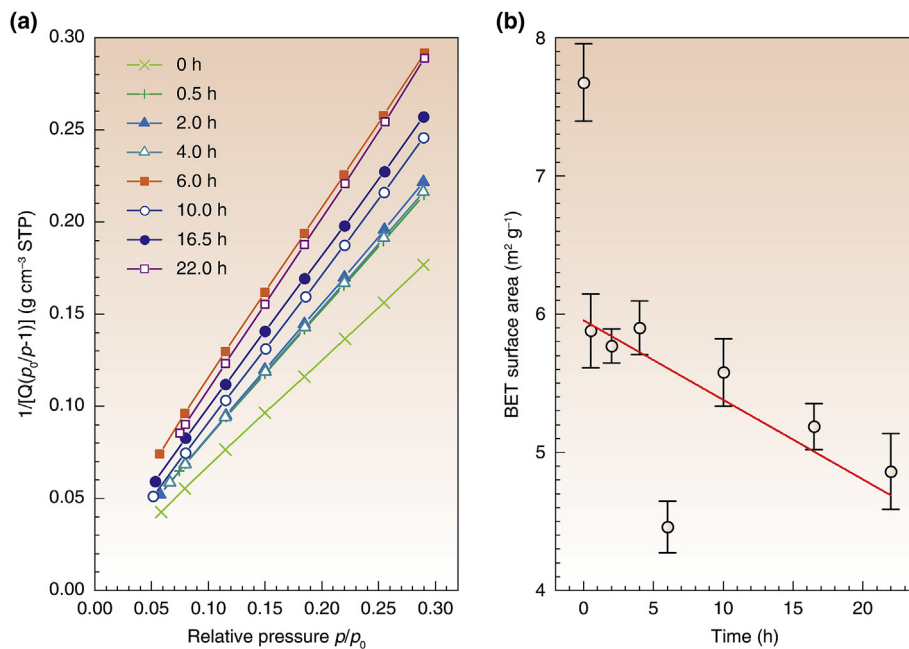 (a)
0.30
0.25
0.20
0.15
0.10
0.05
0.00
1/[Q(p₀/p-1)] (g cm⁻³ STP)
0 h
0.5 h
2.0 h
4.0 h
6.0 h
10.0 h
16.5 h
22.0 h
0.00 0.05 0.10 0.15 0.20 0.25 0.30
Relative pressure p/p₀
(b)
8
7
6
5
4
BET surface area (m² g⁻¹)
0 5 10 15 20
Time (h)